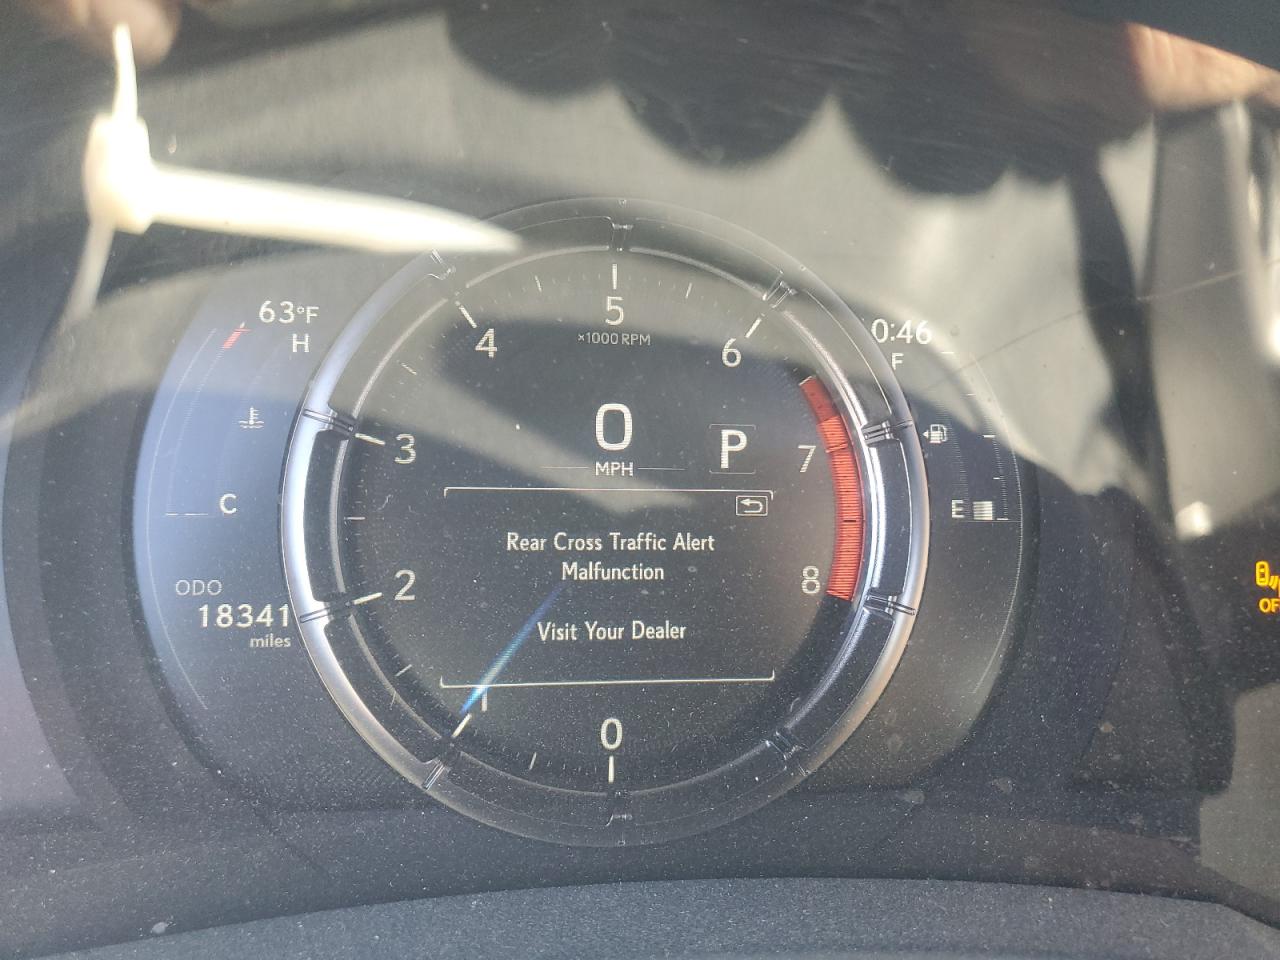 63°F
H
C
ODO
18341
miles
0
1
2
3
4
5
6
7
8
×1000 RPM
0
MPH
P
Rear Cross Traffic Alert
Malfunction
Visit Your Dealer
0:46
F
E